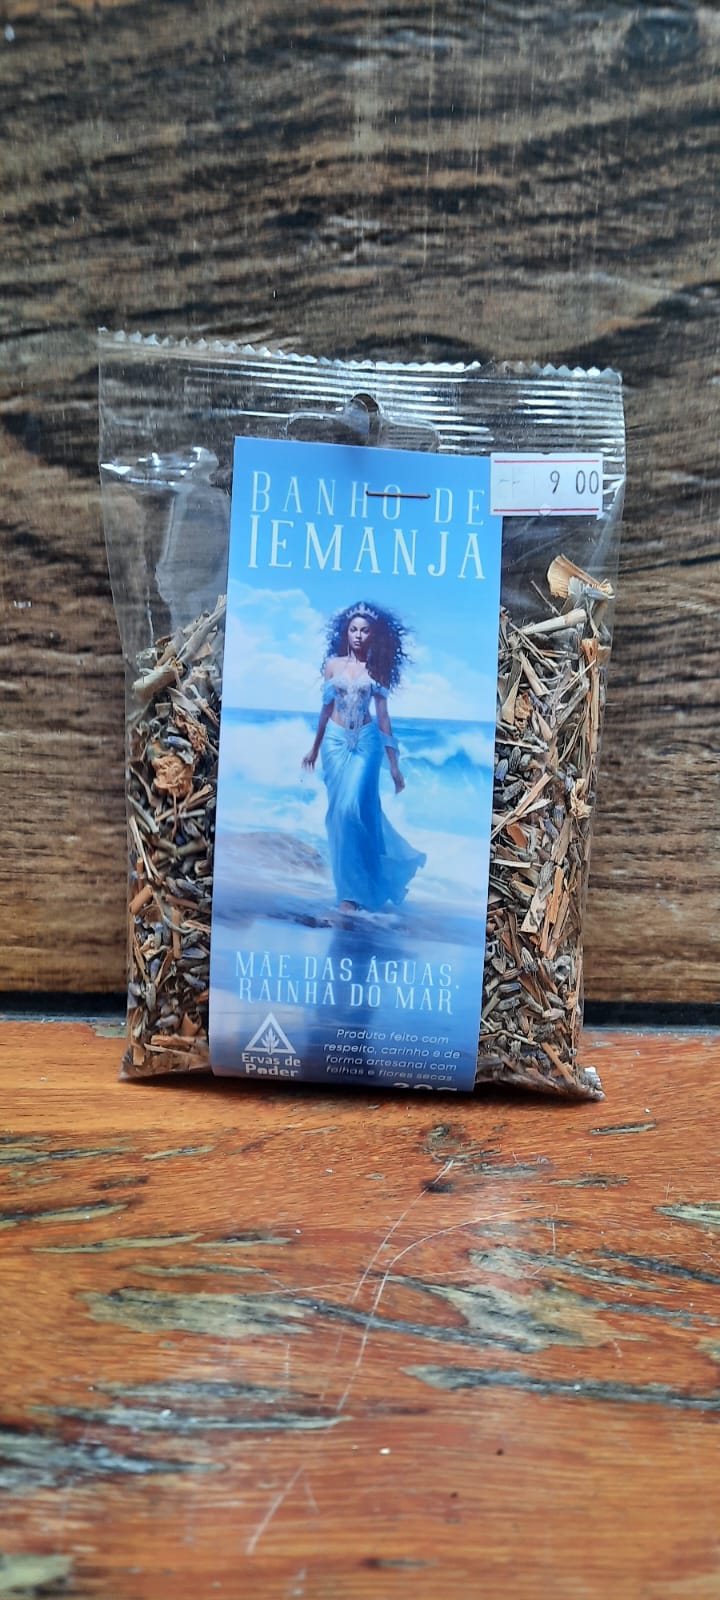 BANHO DE
IEMANJA
9 00
MÃE DAS ÁGUAS,
RAINHA DO MAR
Ervas de
Poder
Produto feito com
respeito, carinho e de
forma artesanal com
folhas e flores secas.